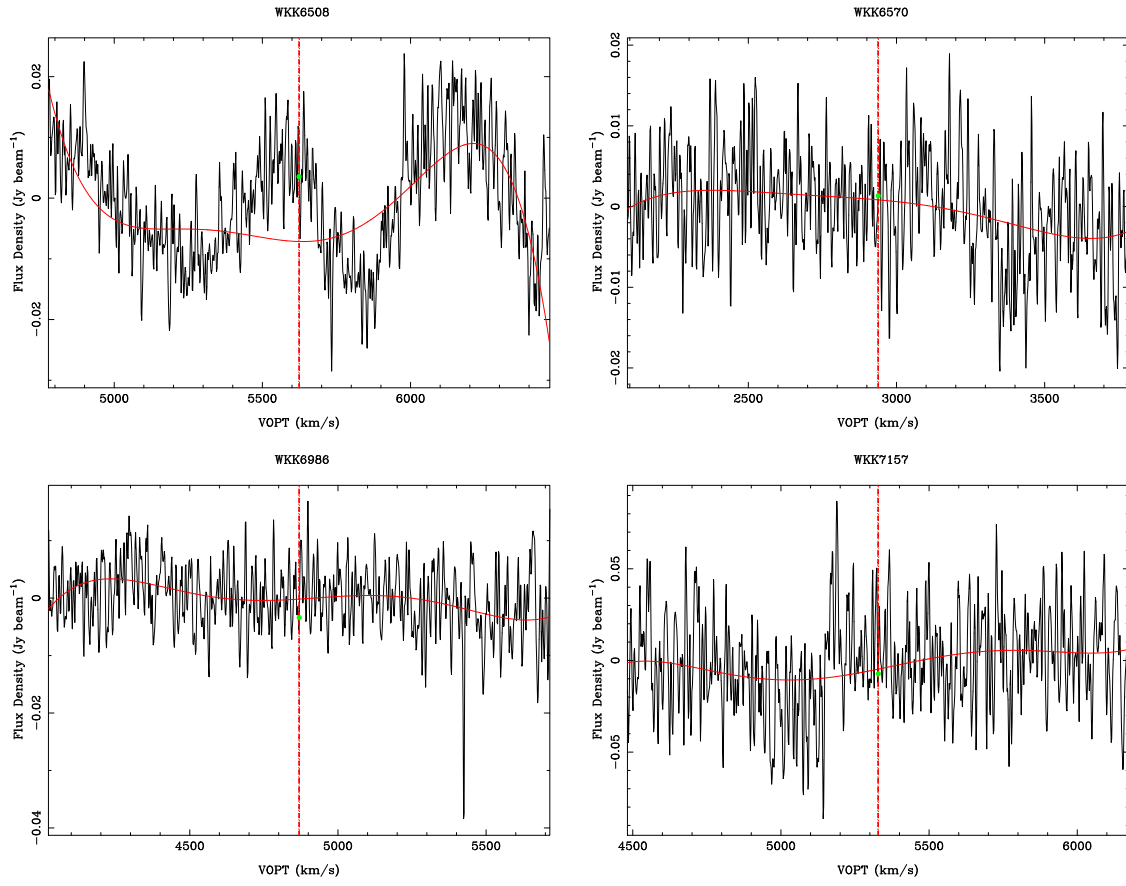 WKK6508
WKK6570
Flux Density (Jy beam−1)
0.02
0
−0.02
5000 5500 6000
VOPT (km/s)
Flux Density (Jy beam−1)
0.02
0.01
0
−0.01
−0.02
2500 3000 3500
VOPT (km/s)
WKK6986
WKK7157
Flux Density (Jy beam−1)
0
−0.02
−0.04
4500 5000 5500
VOPT (km/s)
Flux Density (Jy beam−1)
0.05
0
−0.05
4500 5000 5500 6000
VOPT (km/s)